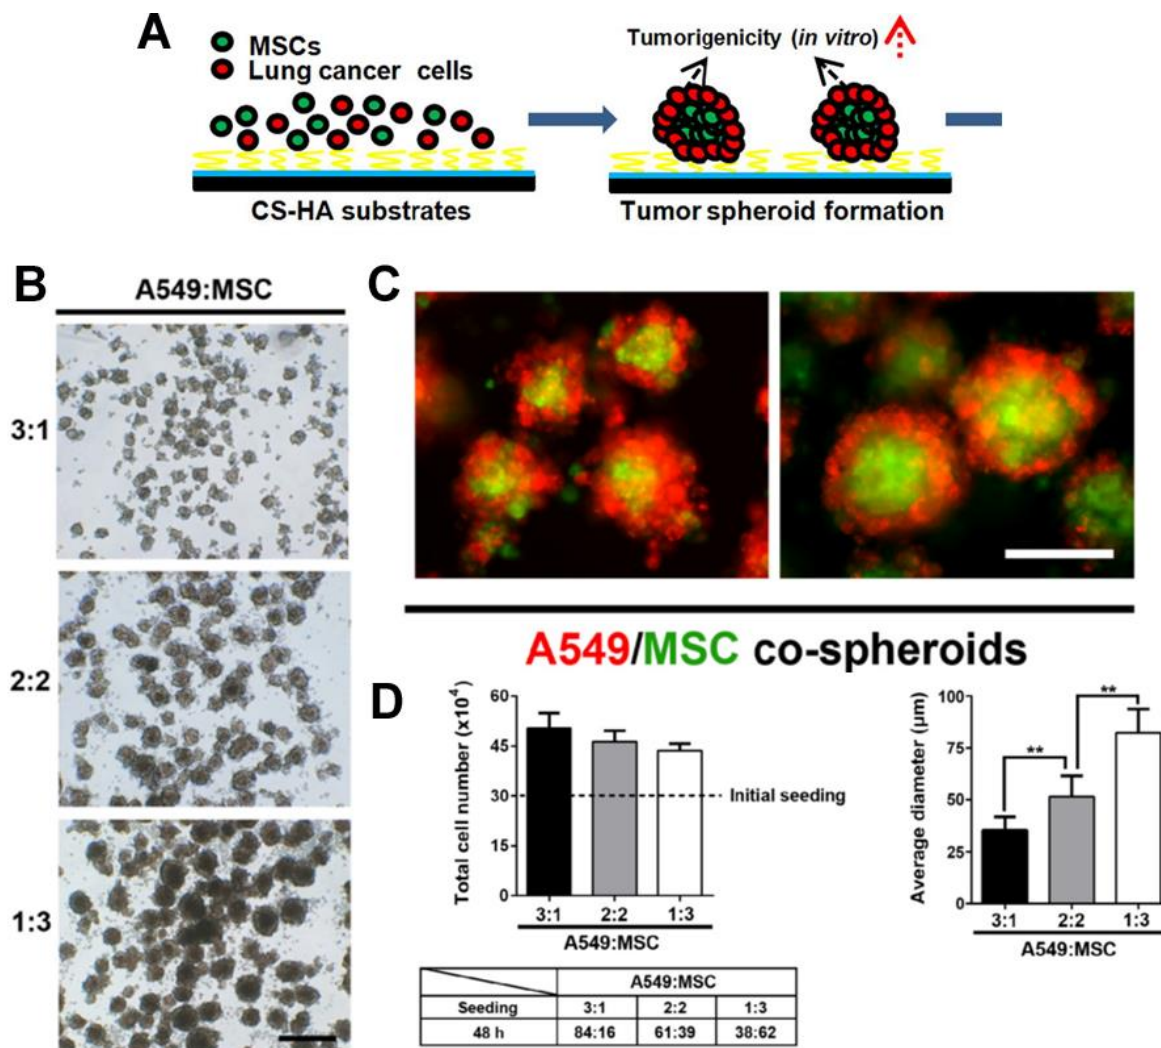 A
MSCs
Lung cancer cells
Tumorigenicity (in vitro)
CS-HA substrates
Tumor spheroid formation
B
A549:MSC
3:1
2:2
1:3
C
A549/MSC co-spheroids
D
Total cell number (x10⁴)
60
45
30
15
0
Initial seeding
3:1 2:2 1:3
A549:MSC
Average diameter (µm)
100
75
50
25
0
**
**
3:1 2:2 1:3
A549:MSC
A549:MSC
Seeding 3:1 2:2 1:3
48 h 84:16 61:39 38:62